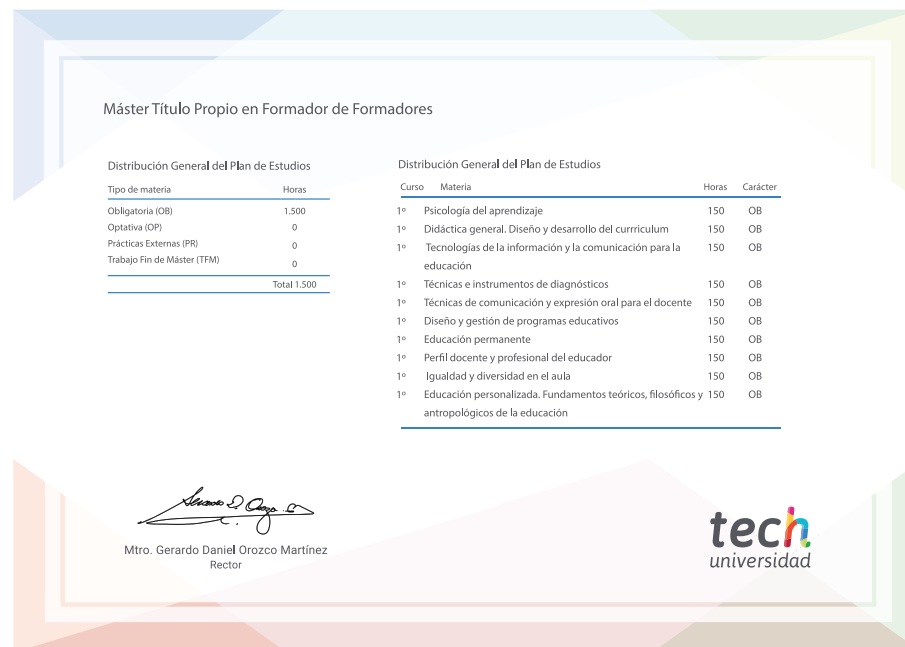 Máster Título Propio en Formador de Formadores
Distribución General del Plan de Estudios
Tipo de materia Horas
Obligatoria (OB) 1.500
Optativa (OP) 0
Prácticas Externas (PR) 0
Trabajo Fin de Máster (TFM) 0
Total 1.500
Distribución General del Plan de Estudios
Curso Materia Horas Carácter
1º Psicología del aprendizaje 150 OB
1º Didáctica general. Diseño y desarrollo del currriculum 150 OB
1º Tecnologías de la información y la comunicación para la 150 OB
educación
1º Técnicas e instrumentos de diagnósticos 150 OB
1º Técnicas de comunicación y expresión oral para el docente 150 OB
1º Diseño y gestión de programas educativos 150 OB
1º Educación permanente 150 OB
1º Perfil docente y profesional del educador 150 OB
1º Igualdad y diversidad en el aula 150 OB
1º Educación personalizada. Fundamentos teóricos, filosóficos y 150 OB
antropológicos de la educación
Mtro. Gerardo Daniel Orozco Martínez
Rector
tech
universidad